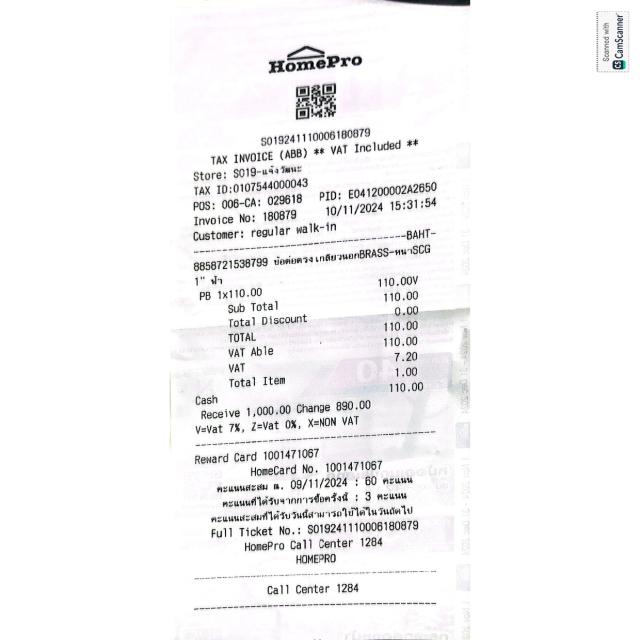 HomePro
S019241110006180879
TAX INVOICE (ABB) ** VAT Included **
Store: S019-แจ้งวัฒนะ
TAX ID:0107544000043
POS: 006-CA: 029618 PID: E041200002A2650
Invoice No: 180879 10/11/2024 15:31:54
Customer: regular walk-in
-BAHT-
8858721538799 ข้อต่อตรงเกลียวนอกBRASS-หนาSCG
1" ฟ้า
PB 1x110.00 110.00V
Sub Total 110.00
Total Discount 0.00
TOTAL 110.00
VAT Able 110.00
VAT 7.20
Total Item 1.00
Cash 110.00
Receive 1,000.00 Change 890.00
V=Vat 7%, Z=Vat 0%, X=NON VAT
Reward Card 1001471067
HomeCard No. 1001471067
คะแนนสะสม ณ. 09/11/2024 : 60 คะแนน
คะแนนที่ได้รับจากการซื้อครั้งนี้ : 3 คะแนน
คะแนนสะสมที่ได้รับวันนี้สามารถใช้ได้ในวันถัดไป
Full Ticket No.: S019241110006180879
HomePro Call Center 1284
HOMEPRO
Call Center 1284
Scanned with
CS CamScanner